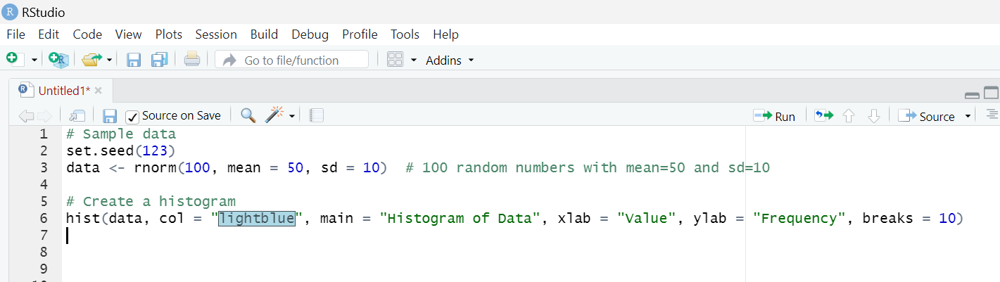 RStudio
File Edit Code View Plots Session Build Debug Profile Tools Help
Go to file/function Addins
Untitled1*
Source on Save Run Source
1 # Sample data
2 set.seed(123)
3 data <- rnorm(100, mean = 50, sd = 10)  # 100 random numbers with mean=50 and sd=10
4
5 # Create a histogram
6 hist(data, col = "lightblue", main = "Histogram of Data", xlab = "Value", ylab = "Frequency", breaks = 10)
7
8
9